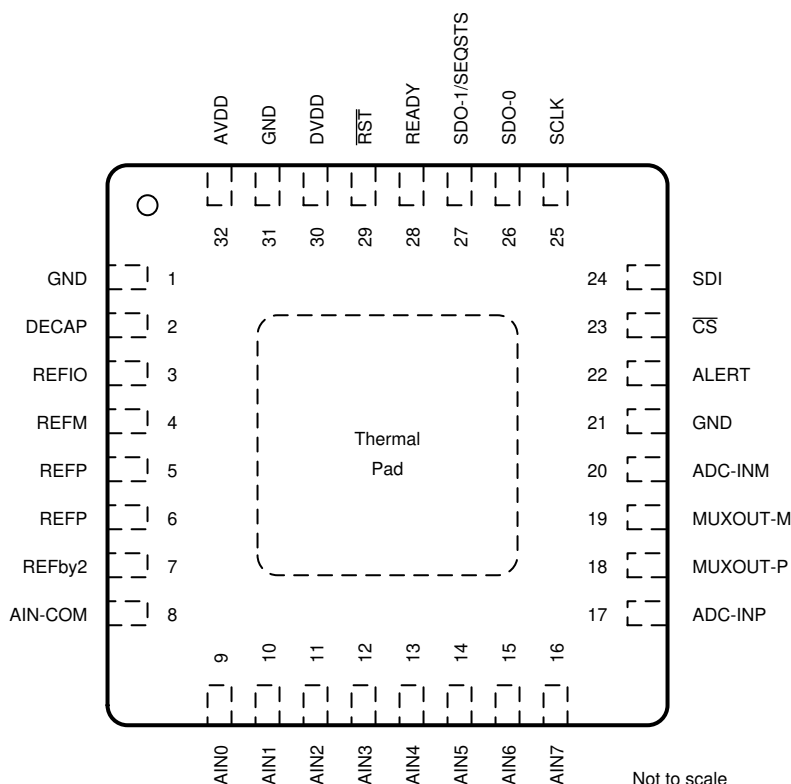 AVDD
GND
DVDD
RST
READY
SDO-1/SEQSTS
SDO-0
SCLK
32
31
30
29
28
27
26
25
GND 1
DECAP 2
REFIO 3
REFM 4
REFP 5
REFP 6
REFby2 7
AIN-COM 8
24 SDI
23 CS
22 ALERT
21 GND
20 ADC-INM
19 MUXOUT-M
18 MUXOUT-P
17 ADC-INP
Thermal
Pad
9
10
11
12
13
14
15
16
AIN0
AIN1
AIN2
AIN3
AIN4
AIN5
AIN6
AIN7
Not to scale